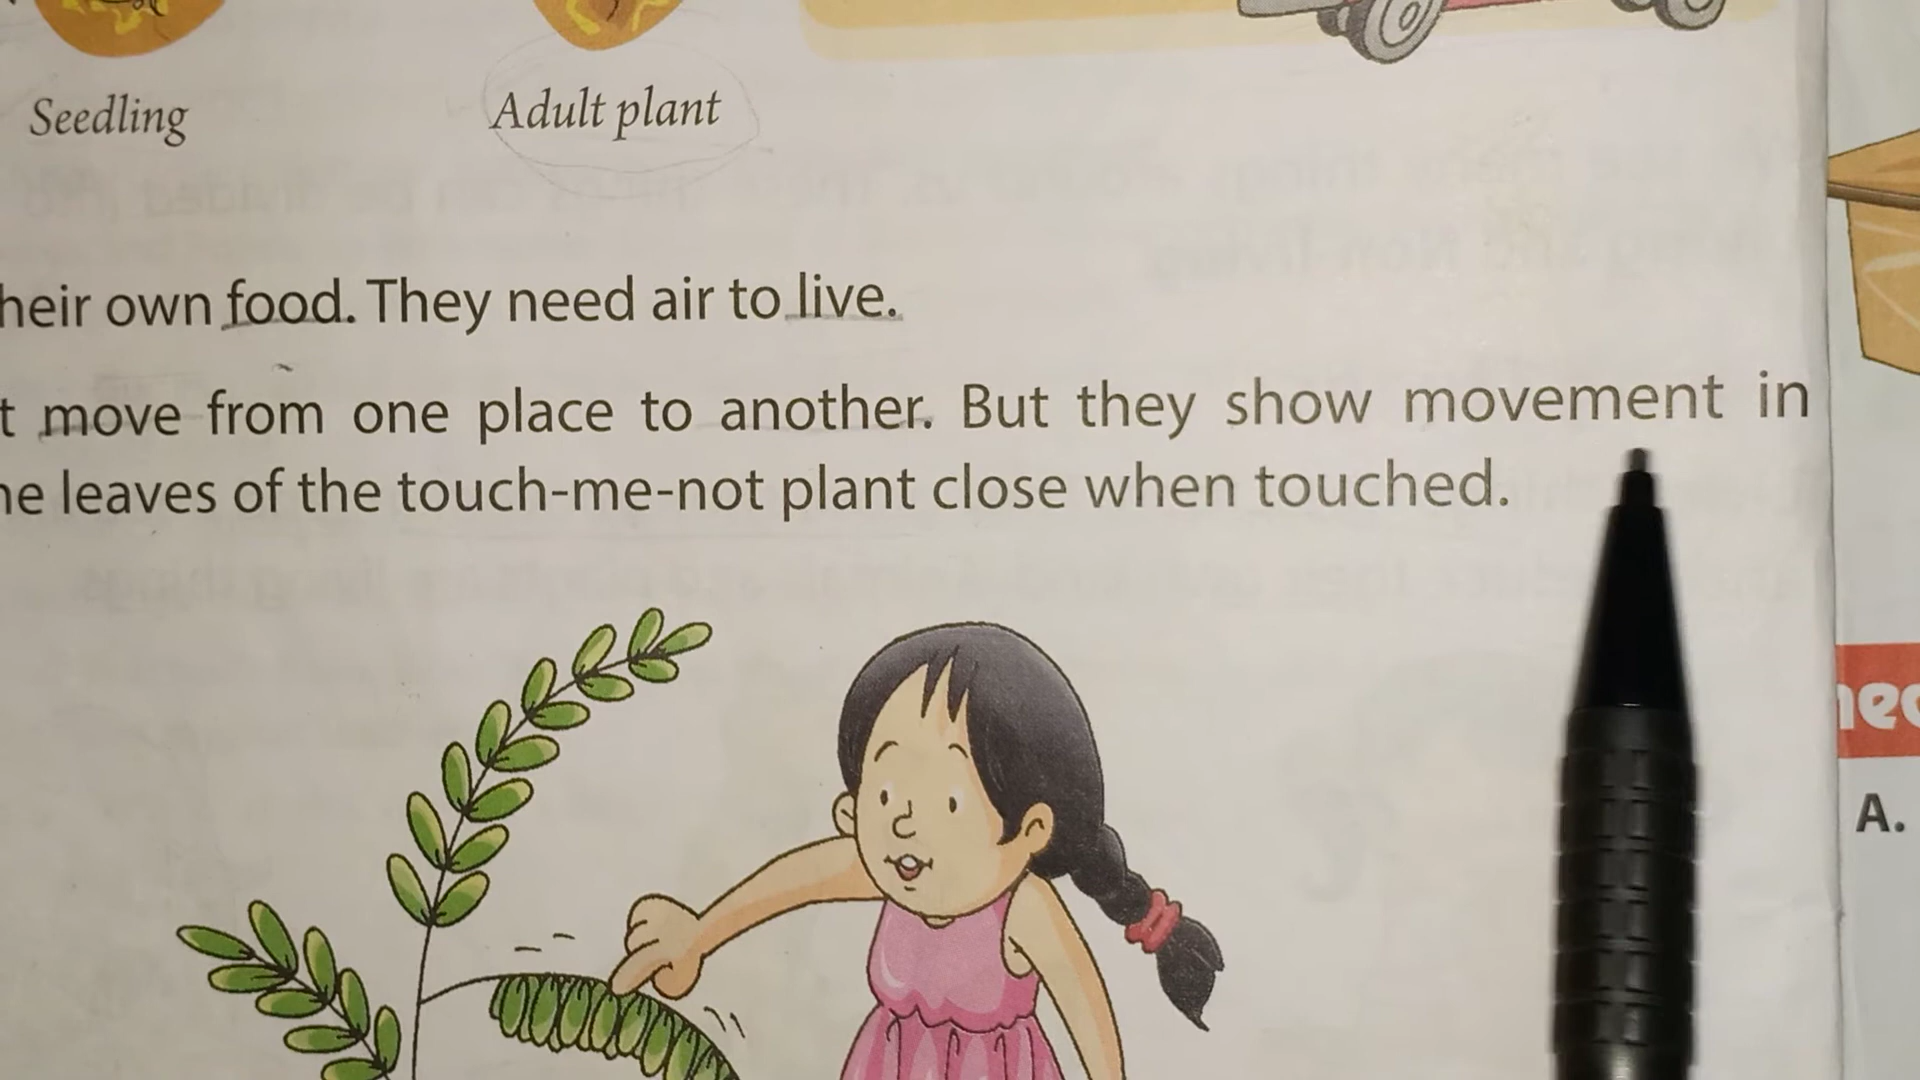 Seedling
Adult plant
heir own food. They need air to live.
t move from one place to another. But they show movement in
he leaves of the touch-me-not plant close when touched.
A.